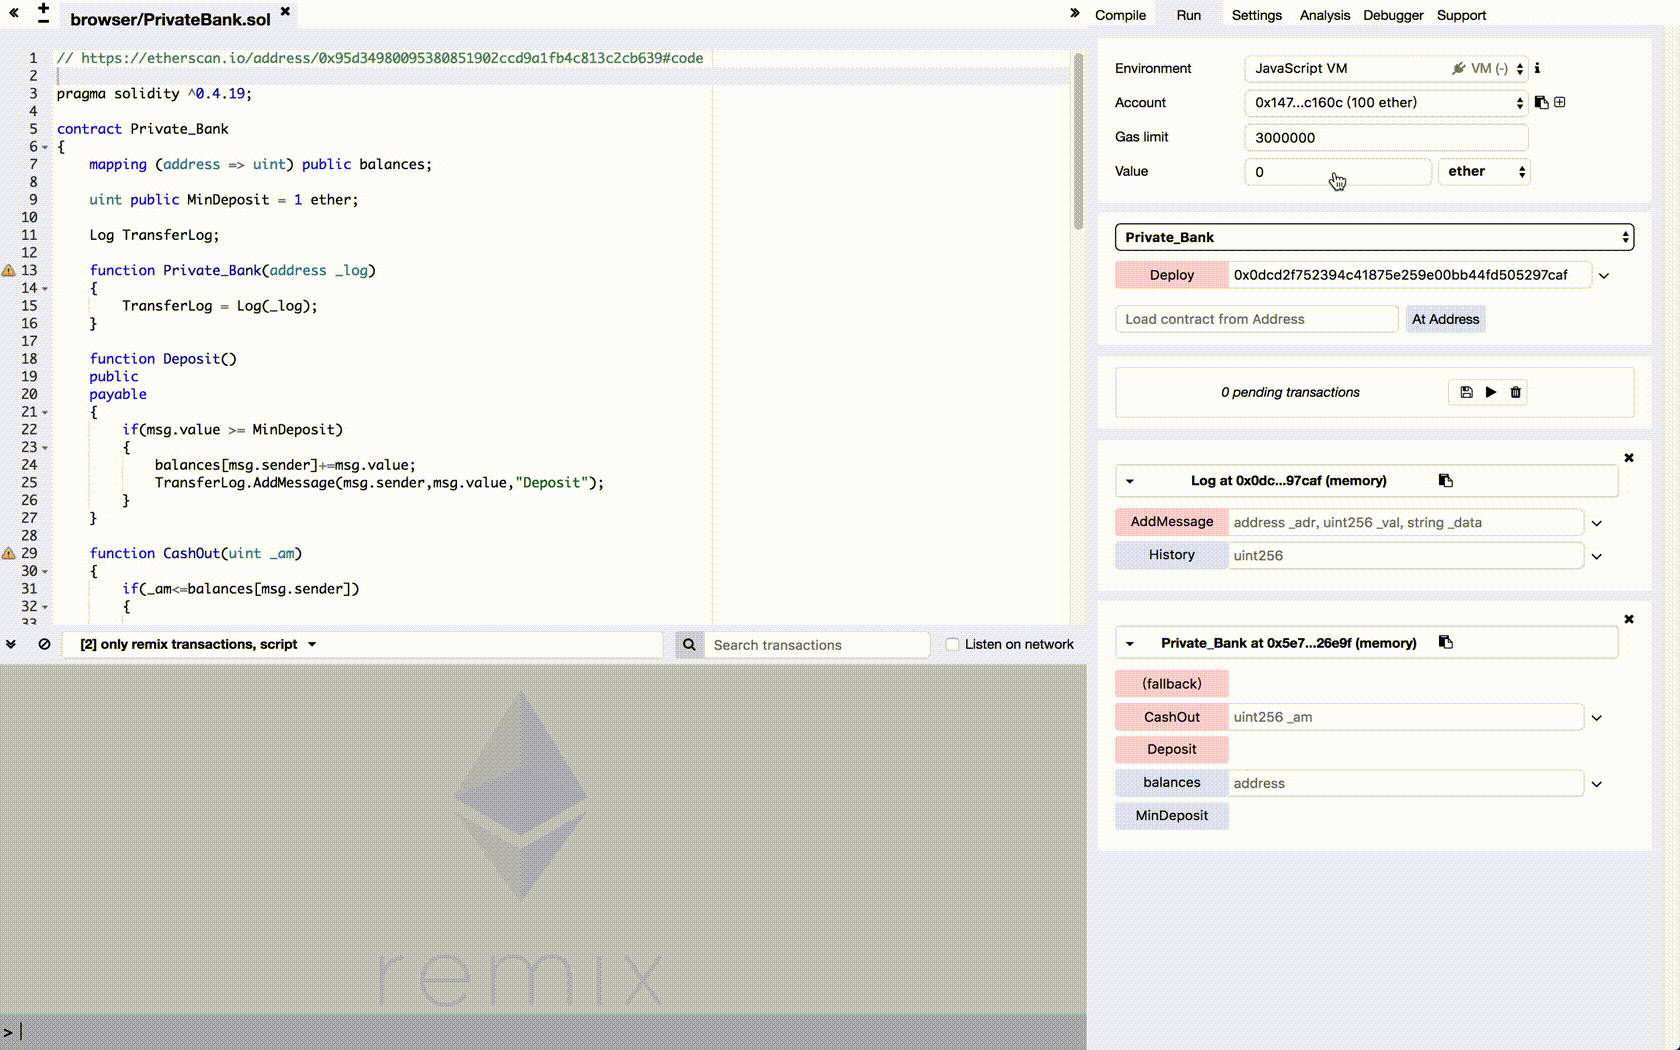 browser/PrivateBank.sol
1 // https://etherscan.io/address/0x95d34980095380851902ccd9a1fb4c813c2cb639#code
2
3 pragma solidity ^0.4.19;
4
5 contract Private_Bank
6 {
7 mapping (address => uint) public balances;
8
9 uint public MinDeposit = 1 ether;
10
11 Log TransferLog;
12
13 function Private_Bank(address _log)
14 {
15 TransferLog = Log(_log);
16 }
17
18 function Deposit()
19 public
20 payable
21 {
22 if(msg.value >= MinDeposit)
23 {
24 balances[msg.sender]+=msg.value;
25 TransferLog.AddMessage(msg.sender,msg.value,"Deposit");
26 }
27 }
28
29 function CashOut(uint _am)
30 {
31 if(_am<=balances[msg.sender])
32 {
33
[2] only remix transactions, script
Search transactions
Listen on network
remix
>
Compile Run Settings Analysis Debugger Support
Environment JavaScript VM VM (-)
Account 0x147...c160c (100 ether)
Gas limit 3000000
Value 0 ether
Private_Bank
Deploy 0x0dcd2f752394c41875e259e00bb44fd505297caf
Load contract from Address At Address
0 pending transactions
Log at 0x0dc...97caf (memory)
AddMessage address _adr, uint256 _val, string _data
History uint256
Private_Bank at 0x5e7...26e9f (memory)
(fallback)
CashOut uint256 _am
Deposit
balances address
MinDeposit